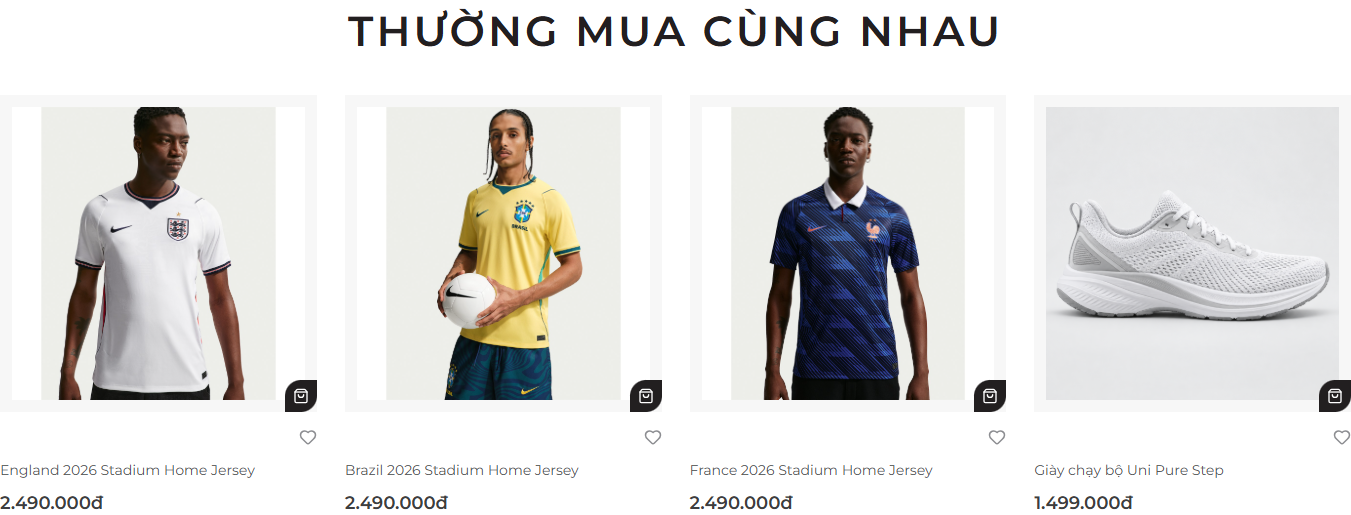 THƯỜNG MUA CÙNG NHAU
BRASIL
England 2026 Stadium Home Jersey
Brazil 2026 Stadium Home Jersey
France 2026 Stadium Home Jersey
Giày chạy bộ Uni Pure Step
2.490.000đ
2.490.000đ
2.490.000đ
1.499.000đ